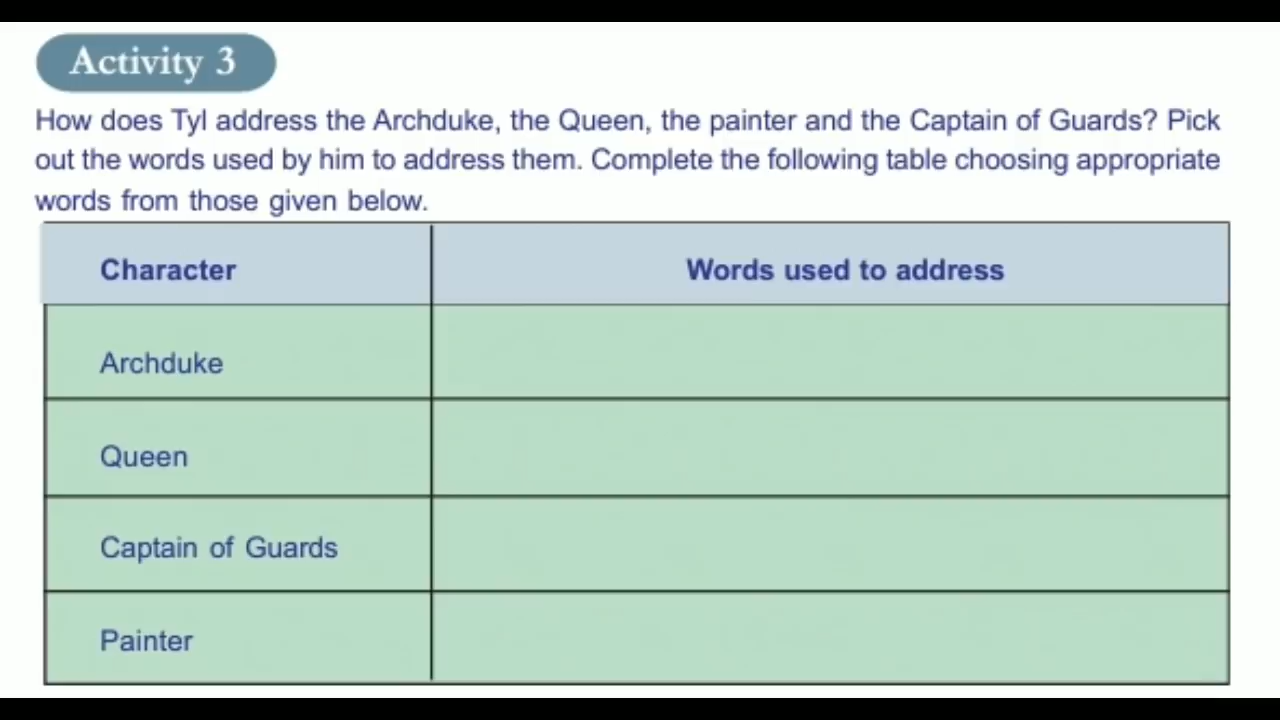 Activity 3
How does Tyl address the Archduke, the Queen, the painter and the Captain of Guards? Pick
out the words used by him to address them. Complete the following table choosing appropriate
words from those given below.
Character Words used to address
Archduke
Queen
Captain of Guards
Painter